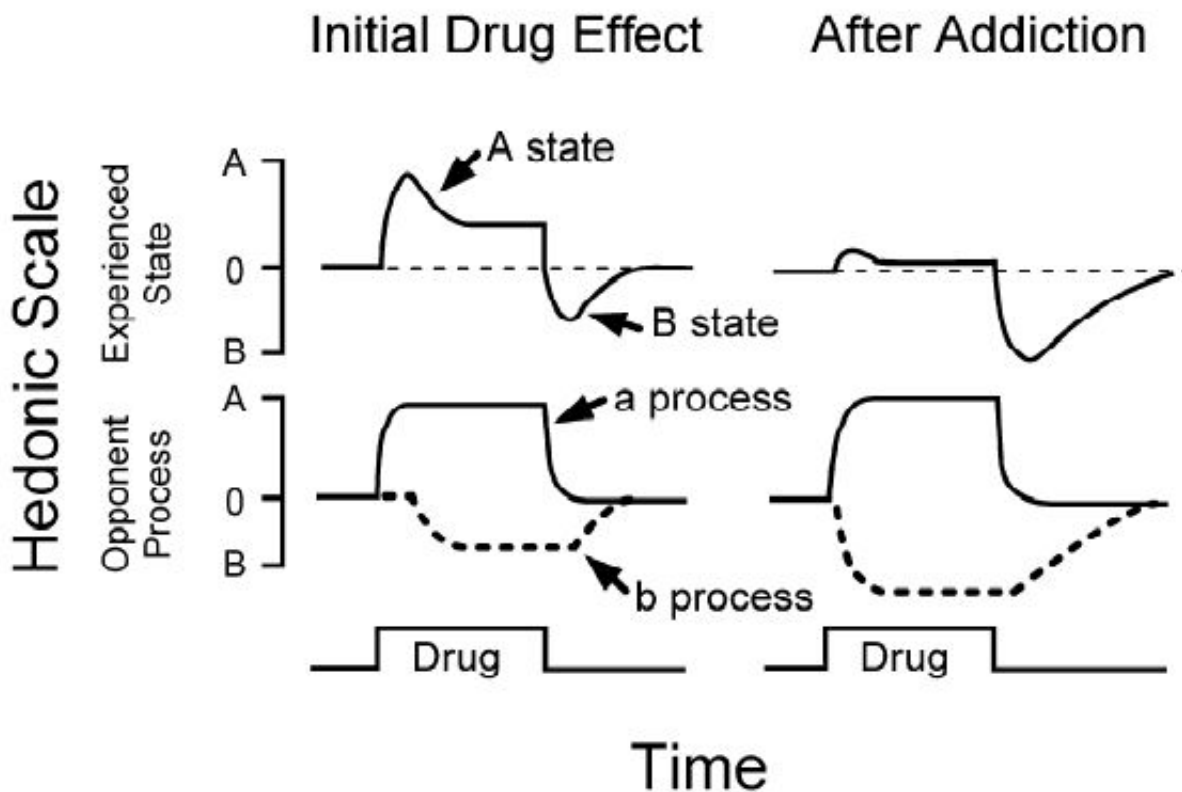 Initial Drug Effect
After Addiction
Hedonic Scale
Experienced
State
A
0
B
A state
B state
Opponent
Process
A
0
B
a process
b process
Drug
Drug
Time